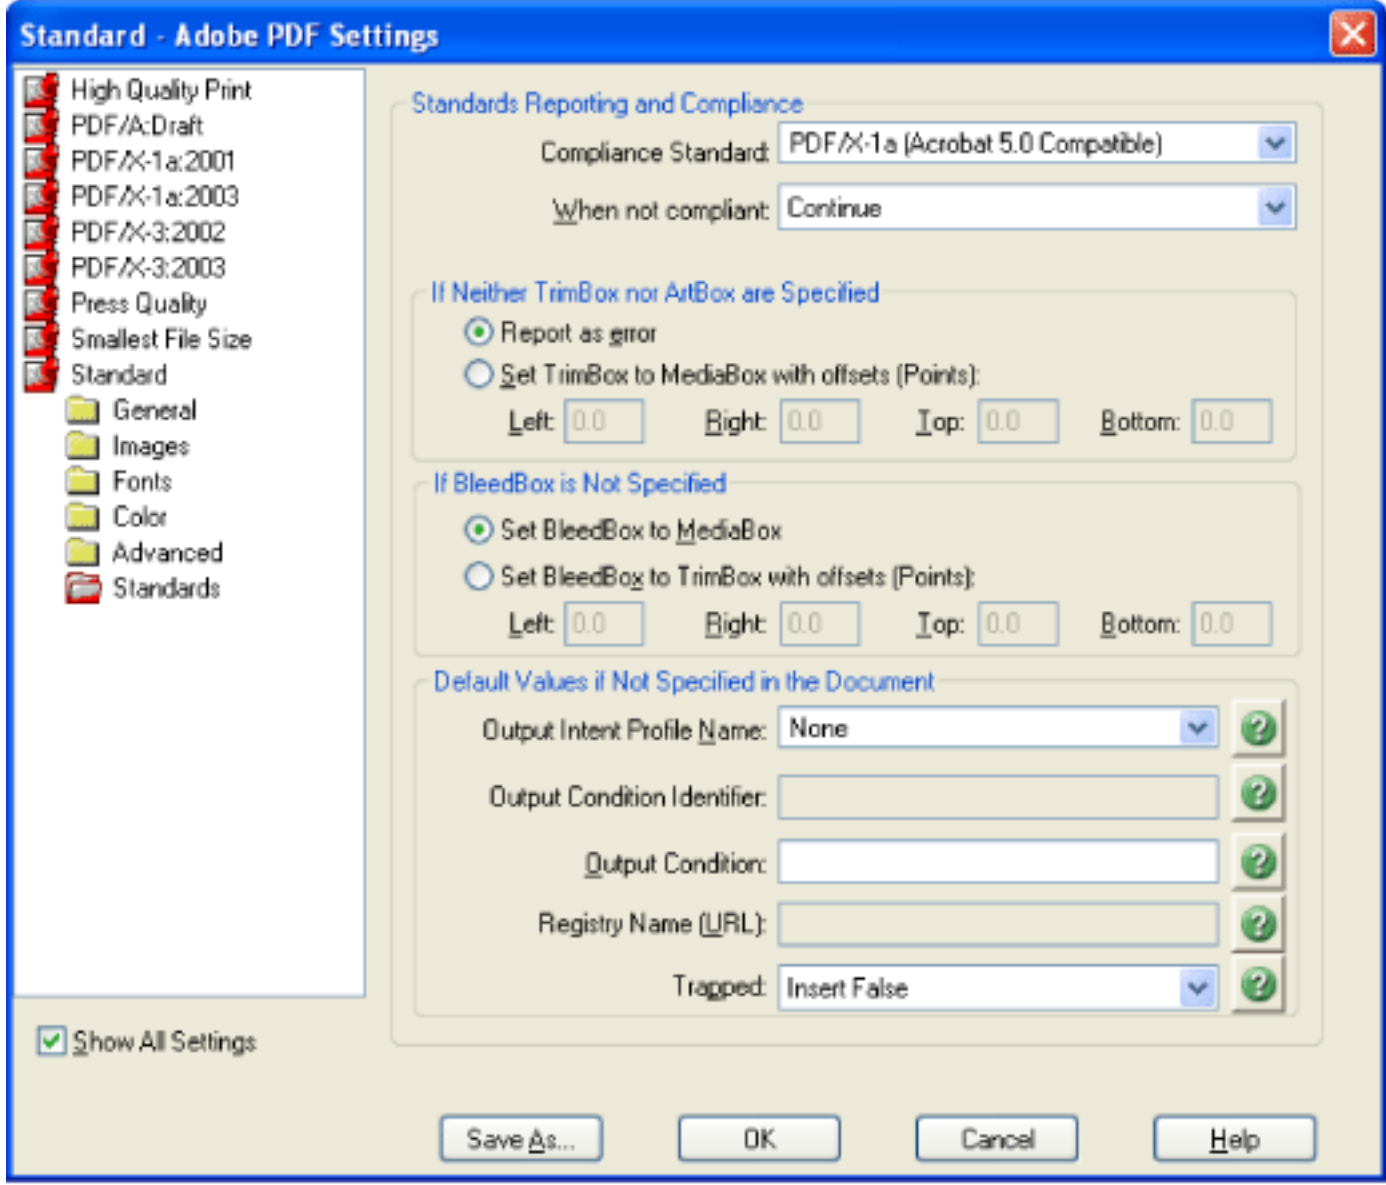 Standard - Adobe PDF Settings
High Quality Print
PDF/A:Draft
PDF/X-1a:2001
PDF/X-1a:2003
PDF/X-3:2002
PDF/X-3:2003
Press Quality
Smallest File Size
Standard
General
Images
Fonts
Color
Advanced
Standards
Show All Settings
Standards Reporting and Compliance
Compliance Standard: PDF/X-1a (Acrobat 5.0 Compatible)
When not compliant: Continue
If Neither TrimBox nor ArtBox are Specified
Report as error
Set TrimBox to MediaBox with offsets (Points):
Left: 0.0 Right: 0.0 Top: 0.0 Bottom: 0.0
If BleedBox is Not Specified
Set BleedBox to MediaBox
Set BleedBox to TrimBox with offsets (Points):
Left: 0.0 Right: 0.0 Top: 0.0 Bottom: 0.0
Default Values if Not Specified in the Document
Output Intent Profile Name: None ?
Output Condition Identifier: ?
Output Condition: ?
Registry Name (URL): ?
Trapped: Insert False ?
Save As... OK Cancel Help